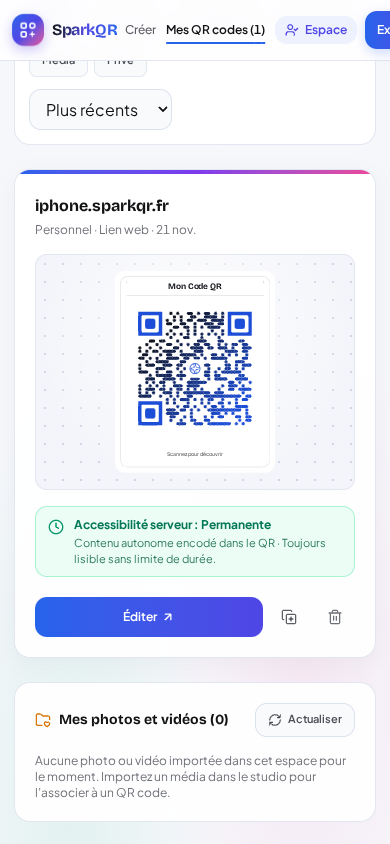 SparkQR
Créer
Mes QR codes (1)
Espace
Ex
Média
Privé
Plus récents
iphone.sparkqr.fr
Personnel · Lien web · 21 nov.
Mon Code QR
Scannez pour découvrir
Accessibilité serveur : Permanente
Contenu autonome encodé dans le QR · Toujours
lisible sans limite de durée.
Éditer
Mes photos et vidéos (0)
Actualiser
Aucune photo ou vidéo importée dans cet espace pour
le moment. Importez un média dans le studio pour
l'associer à un QR code.